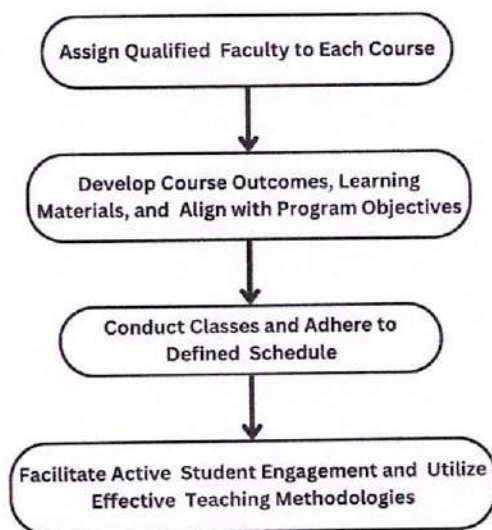 Assign Qualified Faculty to Each Course
Develop Course Outcomes, Learning
Materials, and Align with Program Objectives
Conduct Classes and Adhere to
Defined Schedule
Facilitate Active Student Engagement and Utilize
Effective Teaching Methodologies